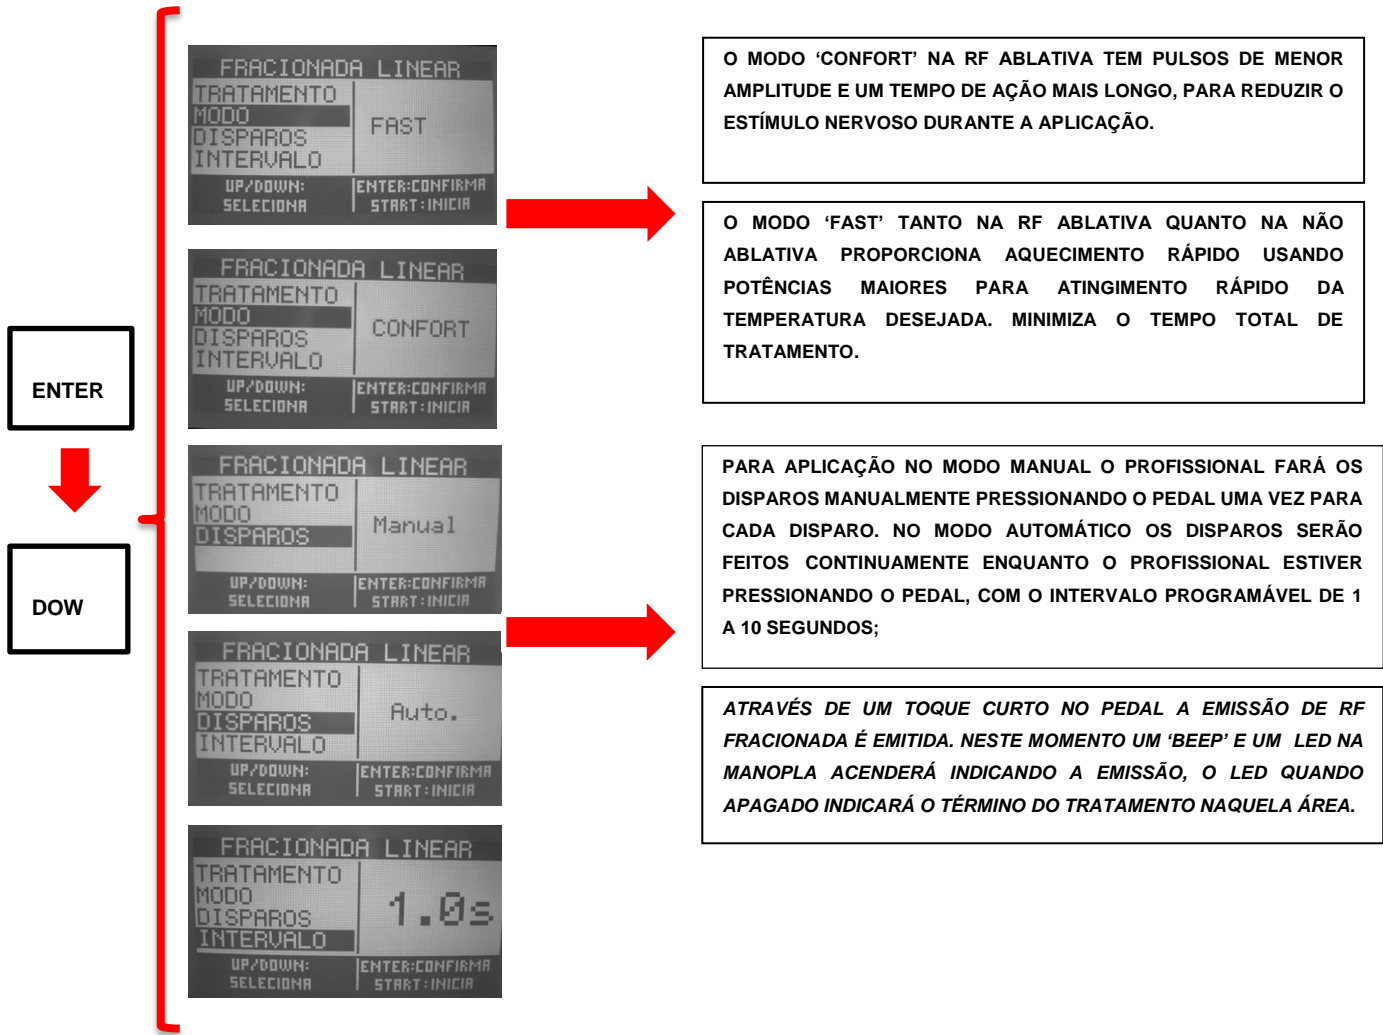 ENTER
DOW
FRACIONADA LINEAR
TRATAMENTO
MODO
DISPAROS
INTERVALO
FAST
UP/DOWN:
SELECIONA
ENTER:CONFIRMA
START:INICIA
FRACIONADA LINEAR
TRATAMENTO
MODO
DISPAROS
INTERVALO
CONFORT
UP/DOWN:
SELECIONA
ENTER:CONFIRMA
START:INICIA
FRACIONADA LINEAR
TRATAMENTO
MODO
DISPAROS
Manual
UP/DOWN:
SELECIONA
ENTER:CONFIRMA
START:INICIA
FRACIONADA LINEAR
TRATAMENTO
MODO
DISPAROS
INTERVALO
Auto.
UP/DOWN:
SELECIONA
ENTER:CONFIRMA
START:INICIA
FRACIONADA LINEAR
TRATAMENTO
MODO
DISPAROS
INTERVALO
1.0s
UP/DOWN:
SELECIONA
ENTER:CONFIRMA
START:INICIA
O MODO ‘CONFORT’ NA RF ABLATIVA TEM PULSOS DE MENOR
AMPLITUDE E UM TEMPO DE AÇÃO MAIS LONGO, PARA REDUZIR O
ESTÍMULO NERVOSO DURANTE A APLICAÇÃO.
O MODO ‘FAST’ TANTO NA RF ABLATIVA QUANTO NA NÃO
ABLATIVA PROPORCIONA AQUECIMENTO RÁPIDO USANDO
POTÊNCIAS MAIORES PARA ATINGIMENTO RÁPIDO DA
TEMPERATURA DESEJADA. MINIMIZA O TEMPO TOTAL DE
TRATAMENTO.
PARA APLICAÇÃO NO MODO MANUAL O PROFISSIONAL FARÁ OS
DISPAROS MANUALMENTE PRESSIONANDO O PEDAL UMA VEZ PARA
CADA DISPARO. NO MODO AUTOMÁTICO OS DISPAROS SERÃO
FEITOS CONTINUAMENTE ENQUANTO O PROFISSIONAL ESTIVER
PRESSIONANDO O PEDAL, COM O INTERVALO PROGRAMÁVEL DE 1
A 10 SEGUNDOS;
ATRAVÉS DE UM TOQUE CURTO NO PEDAL A EMISSÃO DE RF
FRACIONADA É EMITIDA. NESTE MOMENTO UM ‘BEEP’ E UM LED NA
MANOPLA ACENDERÁ INDICANDO A EMISSÃO, O LED QUANDO
APAGADO INDICARÁ O TÉRMINO DO TRATAMENTO NAQUELA ÁREA.